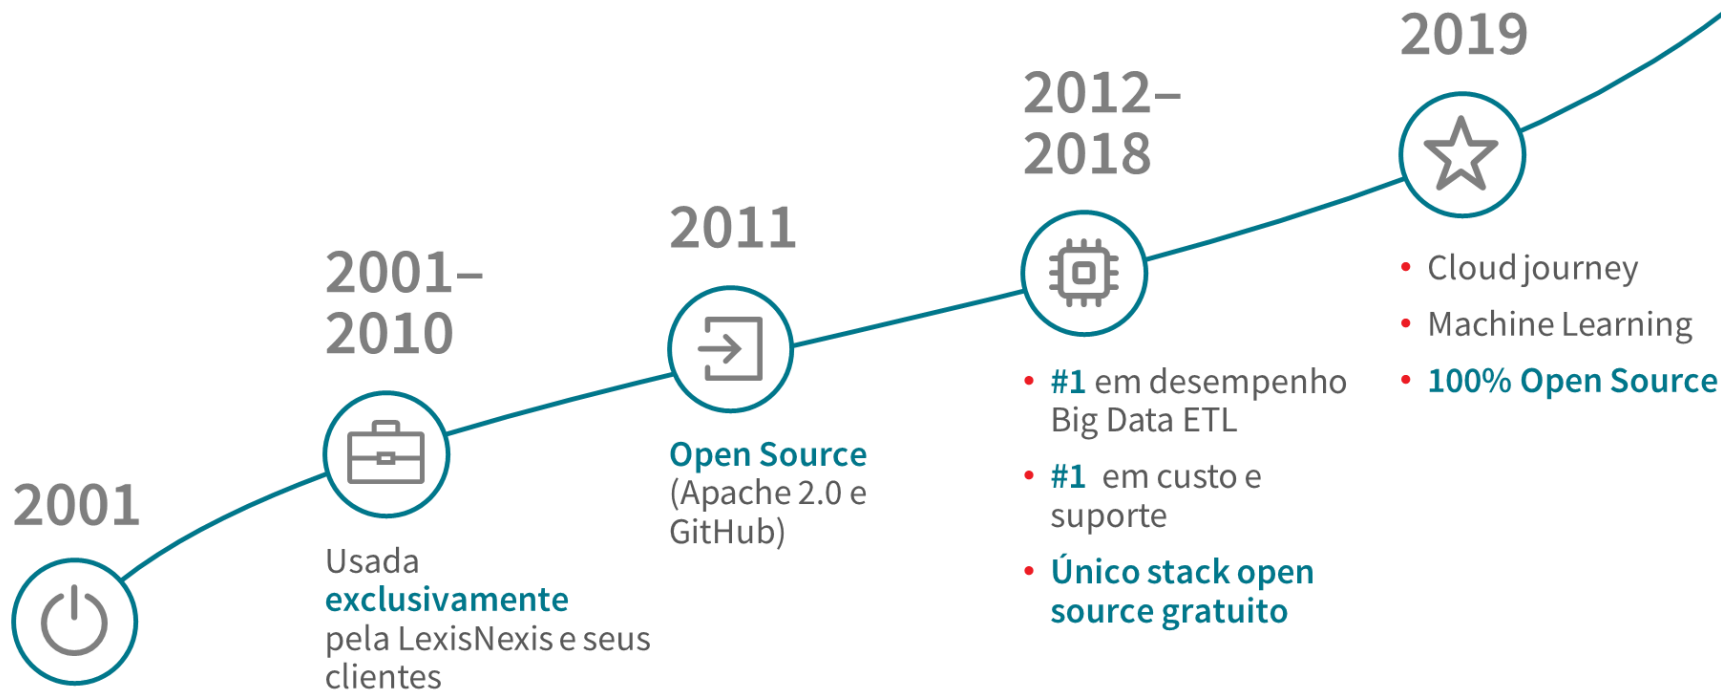 2001
2001–
2010
Usada
exclusivamente
pela LexisNexis e seus
clientes
2011
Open Source
(Apache 2.0 e
GitHub)
2012–
2018
• #1 em desempenho
Big Data ETL
• #1 em custo e
suporte
• Único stack open
source gratuito
2019
• Cloud journey
• Machine Learning
• 100% Open Source